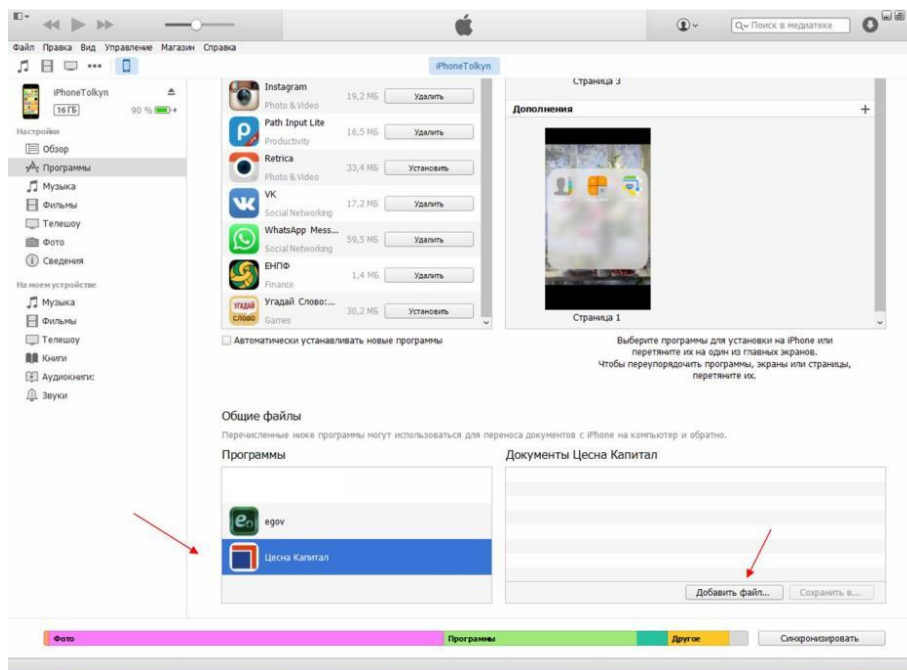 Поиск в медиатеке
Файл Правка Вид Управление Магазин Справка
iPhoneTolkyn
iPhoneTolkyn
16 ГБ 90 %
Настройки
Обзор
Программы
Музыка
Фильмы
Телешоу
Фото
Сведения
На моем устройстве
Музыка
Фильмы
Телешоу
Книги
Аудиокниги:
Звуки
Instagram
Photo & Video
19,2 МБ Удалить
Path Input Lite
Productivity
16,5 МБ Удалить
Retrica
Photo & Video
33,4 МБ Установить
VK
Social Networking
17,2 МБ Удалить
WhatsApp Mess...
Social Networking
59,5 МБ Удалить
ЕНПФ
Finance
1,4 МБ Удалить
УГАДАЙ СЛОВО
Угадай Слово:...
Games
30,2 МБ Установить
Автоматически устанавливать новые программы
Страница 3
Дополнения
Страница 1
Выберите программы для установки на iPhone или
перетяните их на один из главных экранов.
Чтобы переупорядочить программы, экраны или страницы,
перетяните их.
Общие файлы
Перечисленные ниже программы могут использоваться для переноса документов с iPhone на компьютер и обратно.
Программы
egov
Цесна Капитал
Документы Цесна Капитал
Добавить файл... Сохранить в...
Фото Программы Другое Синхронизировать